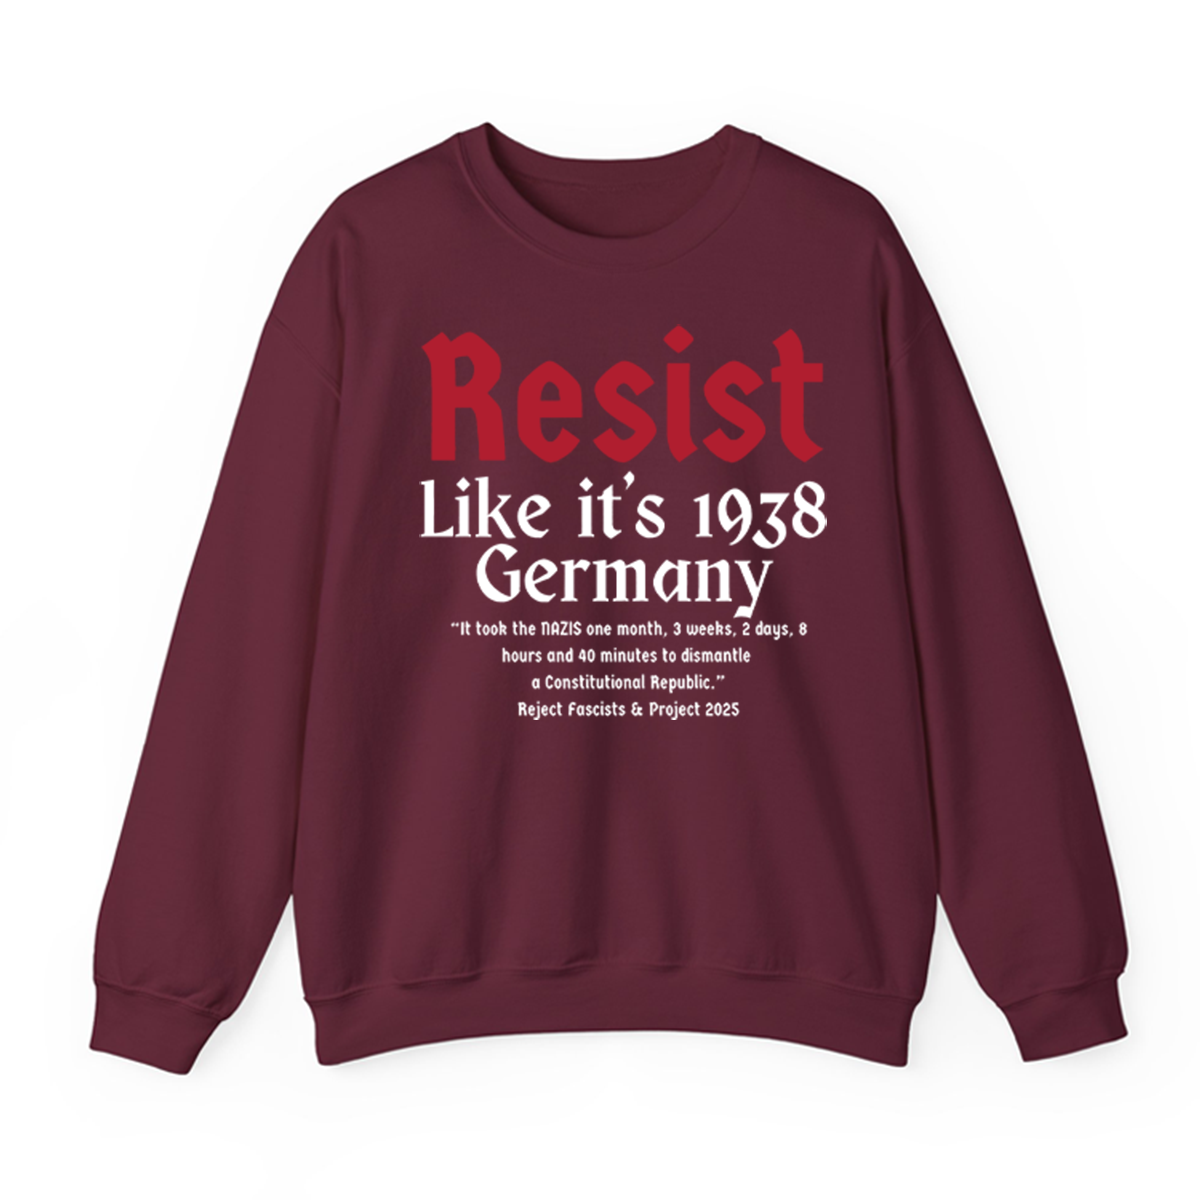 Resist
Like it's 1938
Germany
“It took the NAZIS one month, 3 weeks, 2 days, 8
hours and 40 minutes to dismantle
a Constitutional Republic.”
Reject Fascists & Project 2025